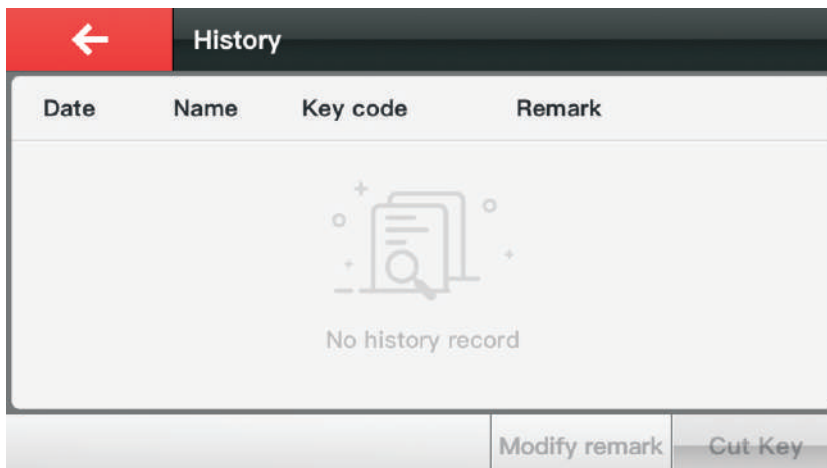 History
Date Name Key code Remark
No history record
Modify remark Cut Key